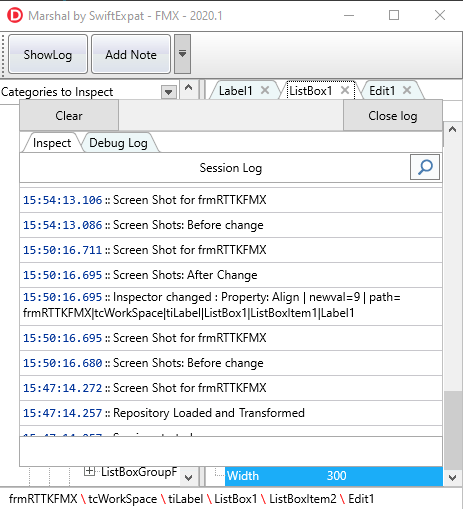 Marshal by SwiftExpat - FMX - 2020.1
ShowLog Add Note
Categories to Inspect
Label1 ListBox1 Edit1
Clear Close log
Inspect Debug Log
Session Log
15:54:13.106 :: Screen Shot for frmRTTKFMX
15:54:13.086 :: Screen Shots: Before change
15:50:16.711 :: Screen Shot for frmRTTKFMX
15:50:16.695 :: Screen Shots: After Change
15:50:16.695 :: Inspector changed : Property: Align | newval=9 | path=
frmRTTKFMX|tcWorkSpace|tiLabel|ListBox1|ListBoxItem1|Label1
15:50:16.695 :: Screen Shot for frmRTTKFMX
15:50:16.680 :: Screen Shots: Before change
15:47:14.272 :: Screen Shot for frmRTTKFMX
15:47:14.257 :: Repository Loaded and Transformed
ListBoxGroupF
Width 300
frmRTTKFMX \ tcWorkSpace \ tiLabel \ ListBox1 \ ListBoxItem2 \ Edit1